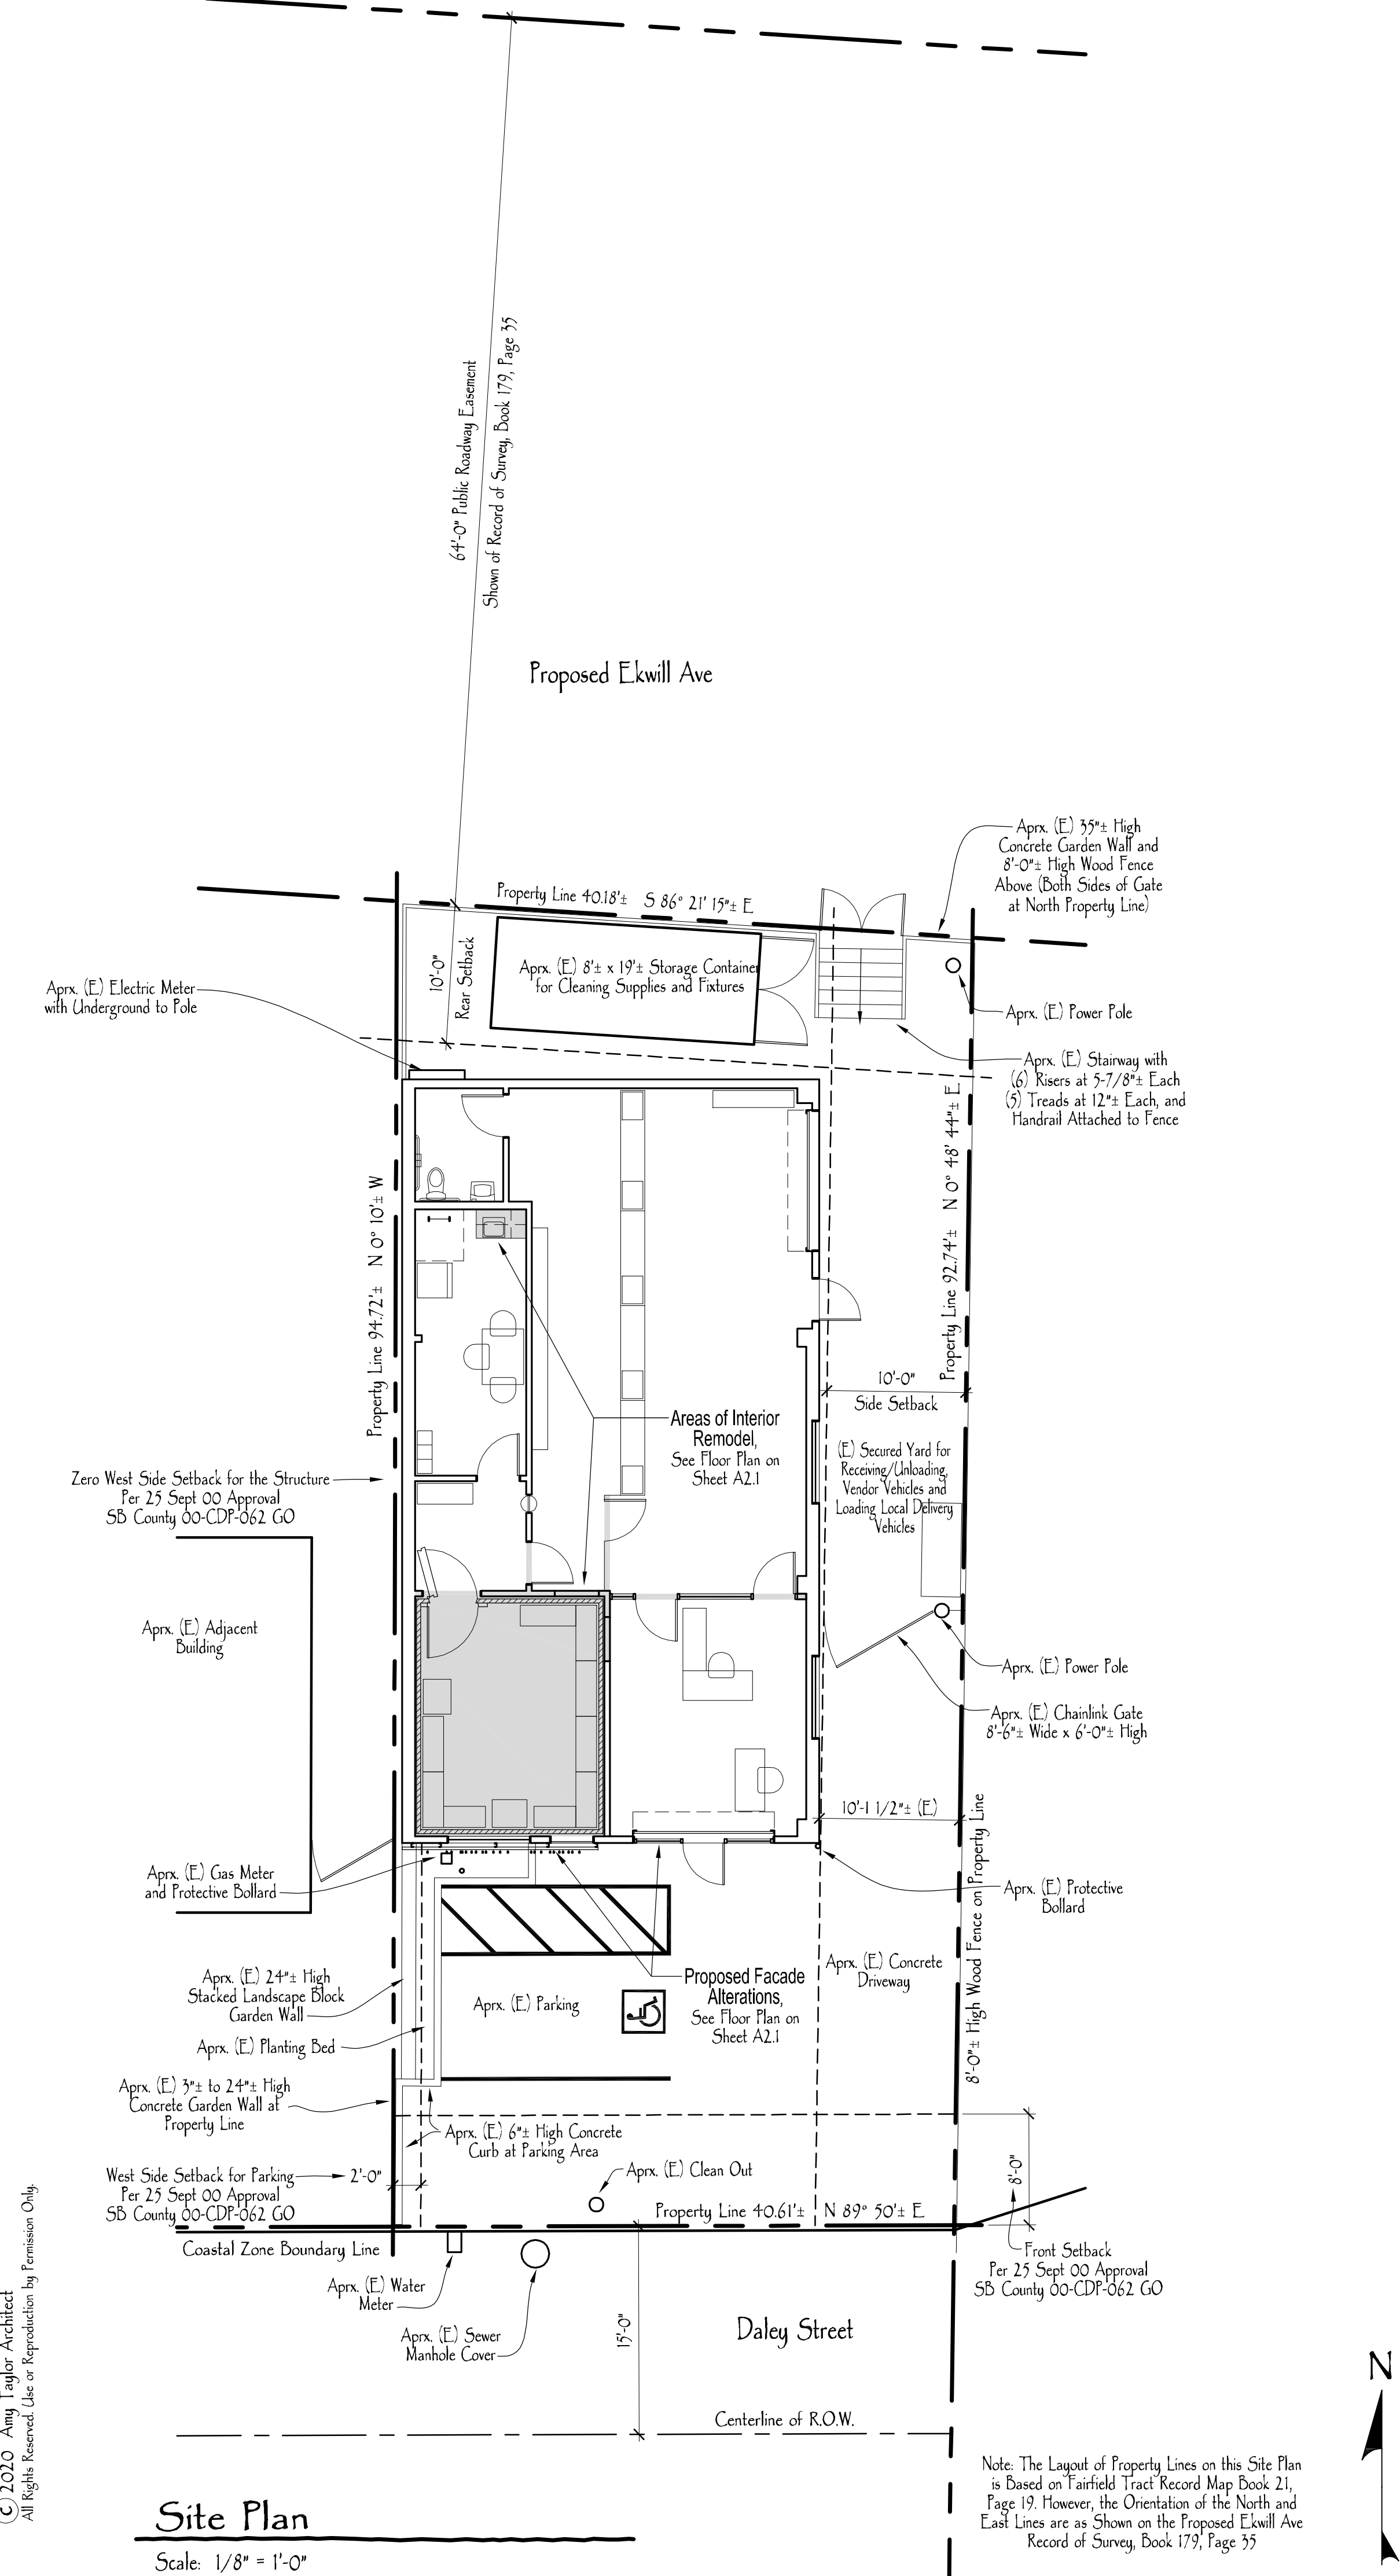 64'-0" Public Roadway Easement
Shown of Record of Survey, Book 179, Page 35
Proposed Ekwill Ave
Aprx. (E) 35"± High
Concrete Garden Wall and
8'-0"± High Wood Fence
Above (Both Sides of Gate
at North Property Line)
Property Line 40.18'± S 86° 21' 15"± E
10'-0"
Rear Setback
Aprx. (E) 8'± x 19'± Storage Container
for Cleaning Supplies and Fixtures
Aprx. (E) Electric Meter
with Underground to Pole
Aprx. (E) Power Pole
Aprx. (E) Stairway with
(6) Risers at 5-7/8"± Each
(5) Treads at 12"± Each, and
Handrail Attached to Fence
Property Line 94.72'± N 0° 10'± W
Property Line 92.74'± N 0° 48' 44"± E
10'-0"
Side Setback
Areas of Interior
Remodel,
See Floor Plan on
Sheet A2.1
(E) Secured Yard for
Receiving/Unloading,
Vendor Vehicles and
Loading Local Delivery
Vehicles
Zero West Side Setback for the Structure
Per 25 Sept 00 Approval
SB County 00-CDP-062 GO
Aprx. (E) Adjacent
Building
Aprx. (E) Power Pole
Aprx. (E) Chainlink Gate
8'-6"± Wide x 6'-0"± High
10'-1 1/2"± (E)
8'-0"± High Wood Fence on Property Line
Aprx. (E) Gas Meter
and Protective Bollard
Aprx. (E) Protective
Bollard
Aprx. (E) Concrete
Driveway
Aprx. (E) 24"± High
Stacked Landscape Block
Garden Wall
Aprx. (E) Parking
Proposed Facade
Alterations,
See Floor Plan on
Sheet A2.1
Aprx. (E) Planting Bed
Aprx. (E) 3"± to 24"± High
Concrete Garden Wall at
Property Line
Aprx. (E) 6"± High Concrete
Curb at Parking Area
West Side Setback for Parking
Per 25 Sept 00 Approval
SB County 00-CDP-062 GO
2'-0"
Aprx. (E) Clean Out
8'-0"
Property Line 40.61'± N 89° 50'± E
Coastal Zone Boundary Line
Front Setback
Per 25 Sept 00 Approval
SB County 00-CDP-062 GO
Aprx. (E) Water
Meter
Aprx. (E) Sewer
Manhole Cover
15'-0"
Daley Street
Centerline of R.O.W.
N
Note: The Layout of Property Lines on this Site Plan
is Based on Fairfield Tract Record Map Book 21,
Page 19. However, the Orientation of the North and
East Lines are as Shown on the Proposed Ekwill Ave
Record of Survey, Book 179, Page 35
© 2020 Amy Taylor Architect
All Rights Reserved. Use or Reproduction by Permission Only.
Site Plan
Scale: 1/8" = 1'-0"